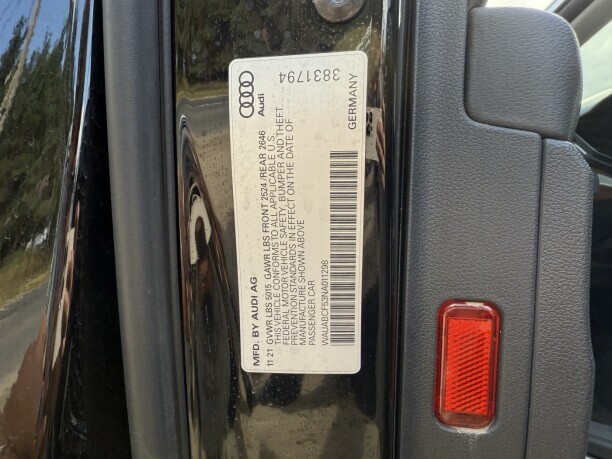 Audi
3831794
MFD. BY AUDI AG
GERMANY
11 21 GVWR LBS 5015 GAWR LBS FRONT 2524 /REAR 2646
THIS VEHICLE CONFORMS TO ALL APPLICABLE U.S.
FEDERAL MOTOR VEHICLE SAFETY, BUMPER AND THEFT
PREVENTION STANDARDS IN EFFECT ON THE DATE OF
MANUFACTURE SHOWN ABOVE
PASSENGER CAR
WAUABCF53NA011298